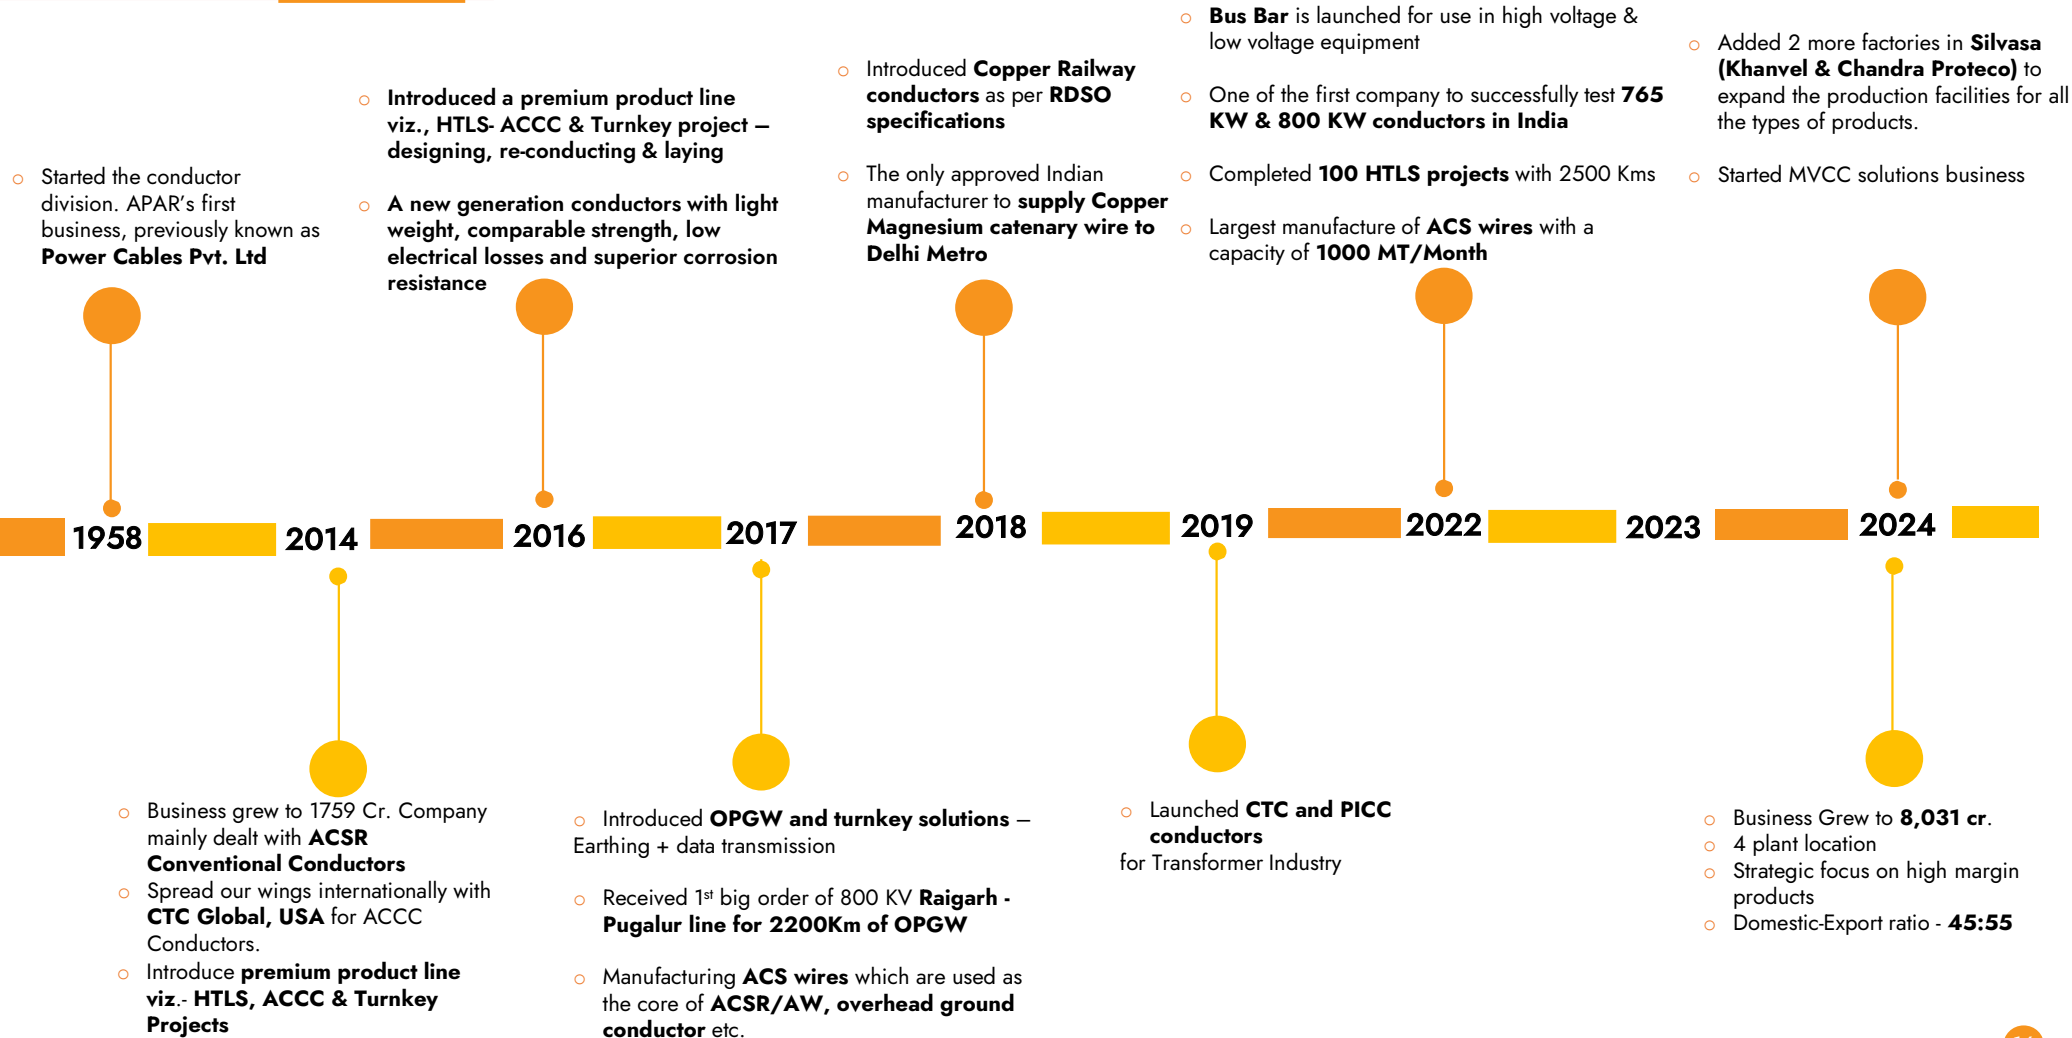 ○ Started the conductor
division. APAR's first
business, previously known as
Power Cables Pvt. Ltd
○ Introduced a premium product line
viz., HTLS- ACCC & Turnkey project –
designing, re-conducting & laying
○ A new generation conductors with light
weight, comparable strength, low
electrical losses and superior corrosion
resistance
○ Introduced Copper Railway
conductors as per RDSO
specifications
○ The only approved Indian
manufacturer to supply Copper
Magnesium catenary wire to
Delhi Metro
○ Bus Bar is launched for use in high voltage &
low voltage equipment
○ One of the first company to successfully test 765
KW & 800 KW conductors in India
○ Completed 100 HTLS projects with 2500 Kms
○ Largest manufacture of ACS wires with a
capacity of 1000 MT/Month
○ Added 2 more factories in Silvasa
(Khanvel & Chandra Proteco) to
expand the production facilities for all
the types of products.
○ Started MVCC solutions business
1958 2014 2016 2017 2018 2019 2022 2023 2024
○ Business grew to 1759 Cr. Company
mainly dealt with ACSR
Conventional Conductors
○ Spread our wings internationally with
CTC Global, USA for ACCC
Conductors.
○ Introduce premium product line
viz.- HTLS, ACCC & Turnkey
Projects
○ Introduced OPGW and turnkey solutions –
Earthing + data transmission
○ Received 1st big order of 800 KV Raigarh -
Pugalur line for 2200Km of OPGW
○ Manufacturing ACS wires which are used as
the core of ACSR/AW, overhead ground
conductor etc.
○ Launched CTC and PICC
conductors
for Transformer Industry
○ Business Grew to 8,031 cr.
○ 4 plant location
○ Strategic focus on high margin
products
○ Domestic-Export ratio - 45:55